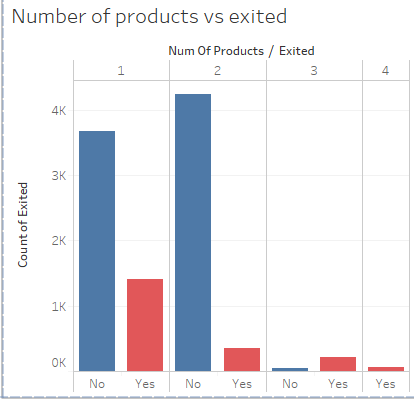 Number of products vs exited
Num Of Products / Exited
1 2 3 4
Count of Exited
4K
3K
2K
1K
0K
No Yes No Yes No Yes Yes